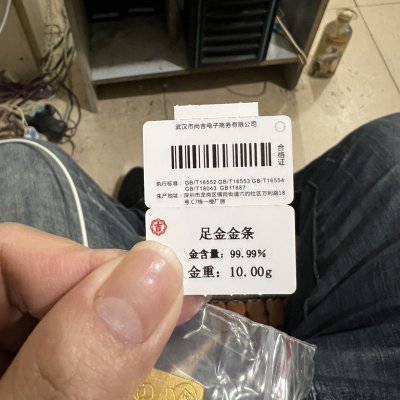 武汉市尚吉电子商务有限公司
合格证
执行标准：GB/T16552 GB/T16553 GB/T16554
GB/T18043 GB11887
生产地址：深圳市龙岗区横岗街道六约社区万利路18
号C7栋一楼厂房
吉
足金金条
金含量：99.99%
金重：10.00g